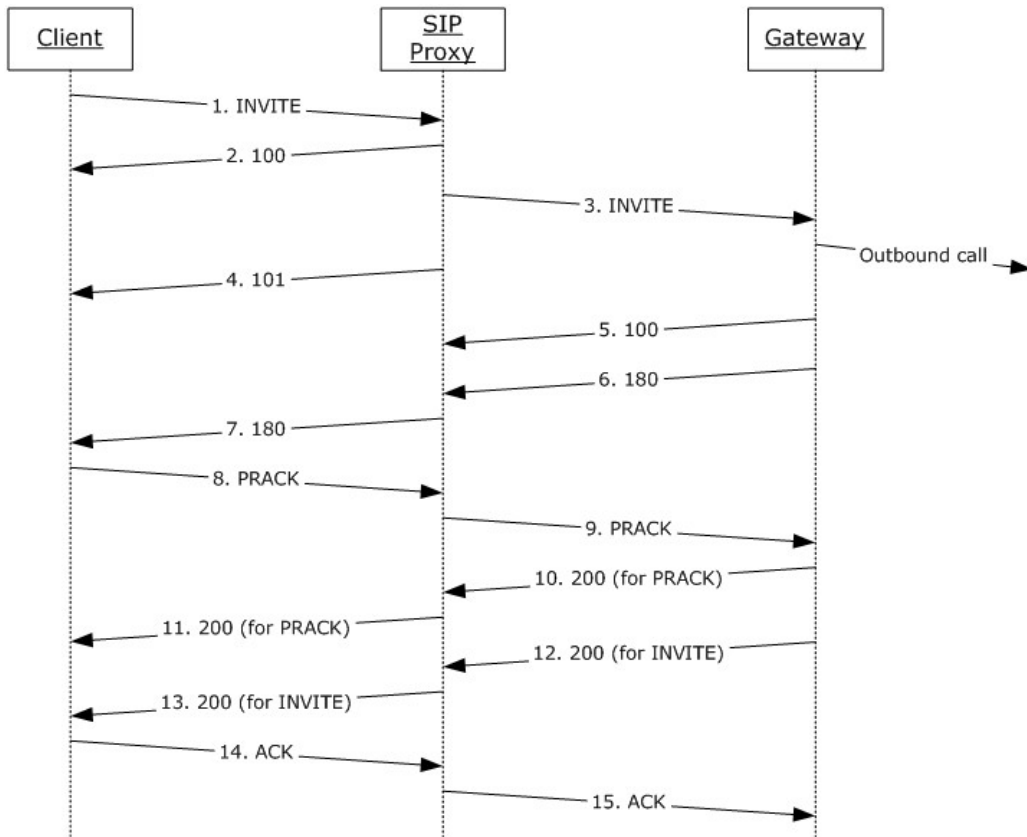 Client
SIP
Proxy
Gateway
1. INVITE
2. 100
3. INVITE
Outbound call
4. 101
5. 100
6. 180
7. 180
8. PRACK
9. PRACK
10. 200 (for PRACK)
11. 200 (for PRACK)
12. 200 (for INVITE)
13. 200 (for INVITE)
14. ACK
15. ACK